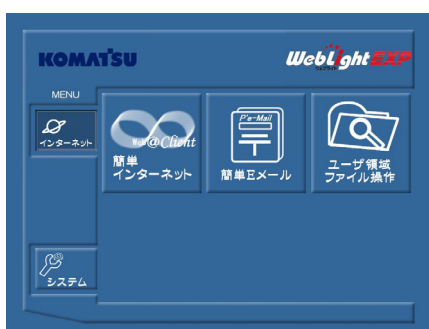 KOMATSU
WebLight EXP
MENU
インターネット
Web@Client
簡単
インターネット
P'e-Mail
簡単Eメール
ユーザ領域
ファイル操作
システム